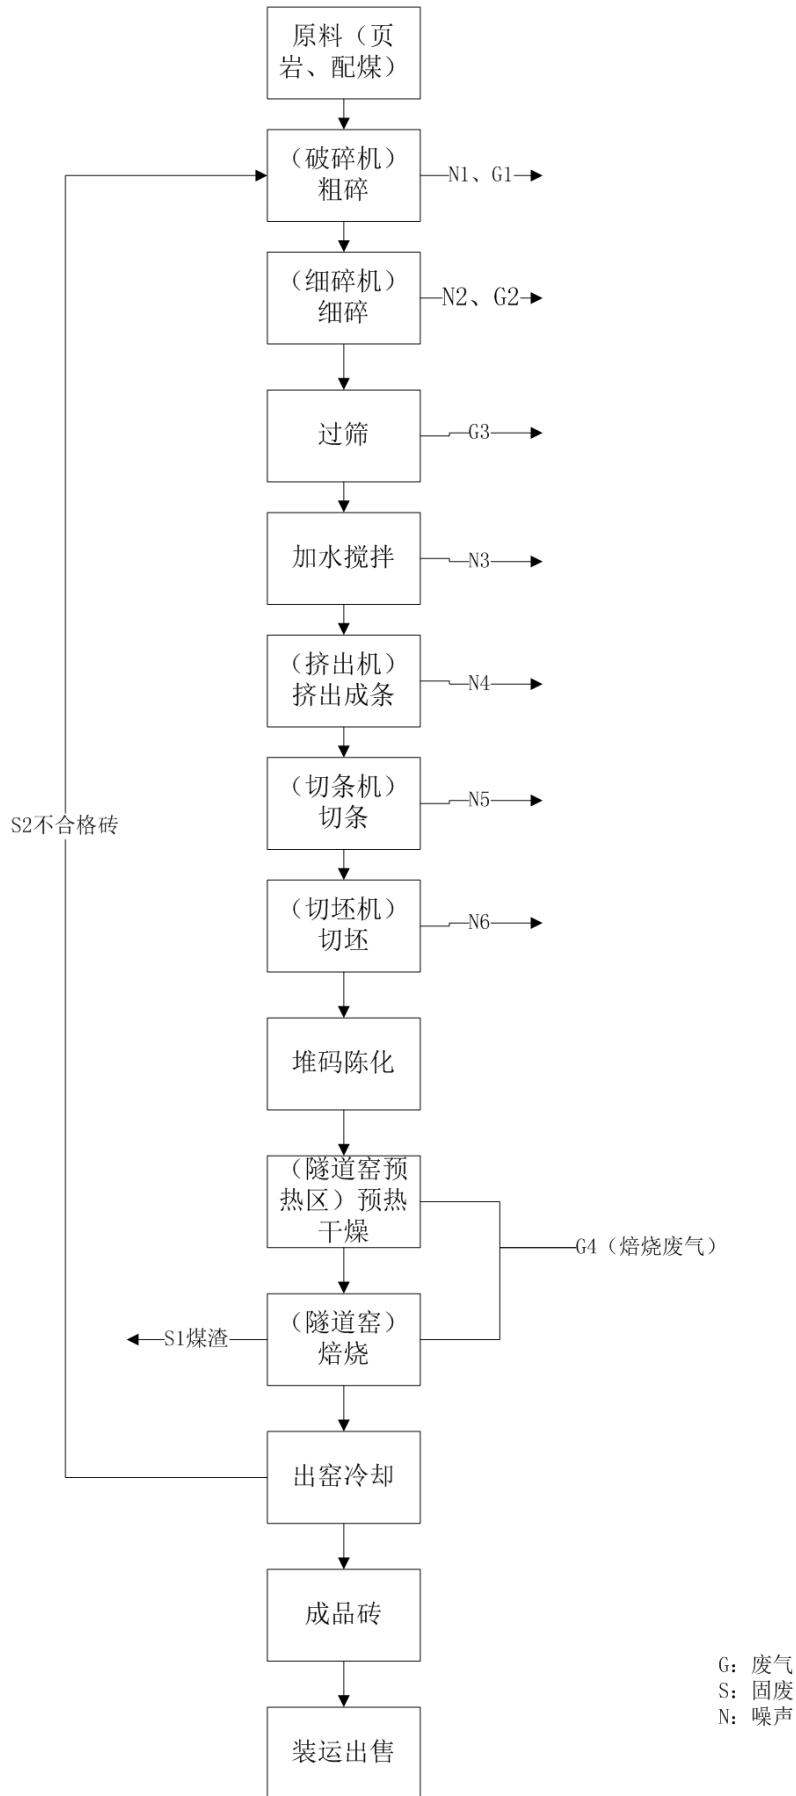 原料（页
岩、配煤）
（破碎机）
粗碎
N1、G1
（细碎机）
细碎
N2、G2
过筛
G3
加水搅拌
N3
（挤出机）
挤出成条
N4
（切条机）
切条
N5
S2不合格砖
（切坯机）
切坯
N6
堆码陈化
（隧道窑预
热区）预热
干燥
G4（焙烧废气）
（隧道窑）
焙烧
S1煤渣
出窑冷却
成品砖
G：废气
S：固废
N：噪声
装运出售